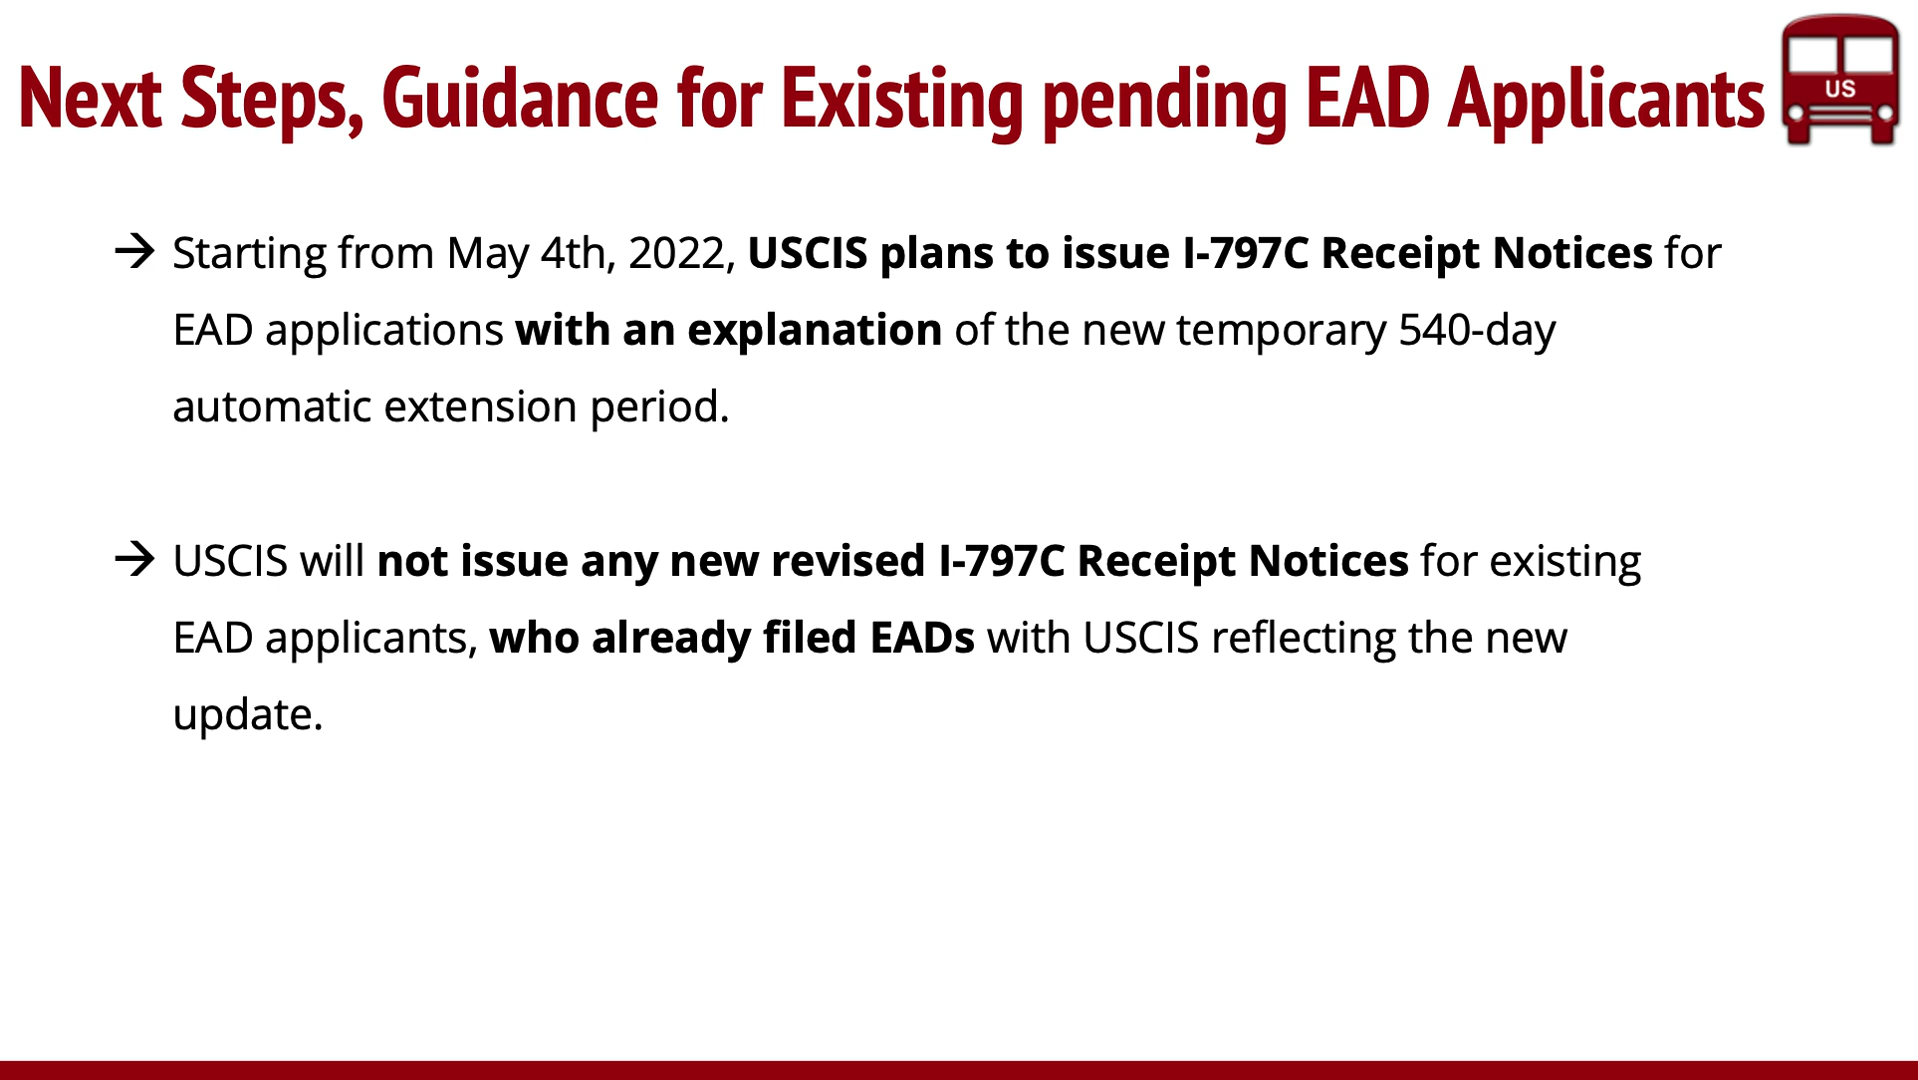 Next Steps, Guidance for Existing pending EAD Applicants
US
→ Starting from May 4th, 2022, USCIS plans to issue I-797C Receipt Notices for
EAD applications with an explanation of the new temporary 540-day
automatic extension period.
→ USCIS will not issue any new revised I-797C Receipt Notices for existing
EAD applicants, who already filed EADs with USCIS reflecting the new
update.